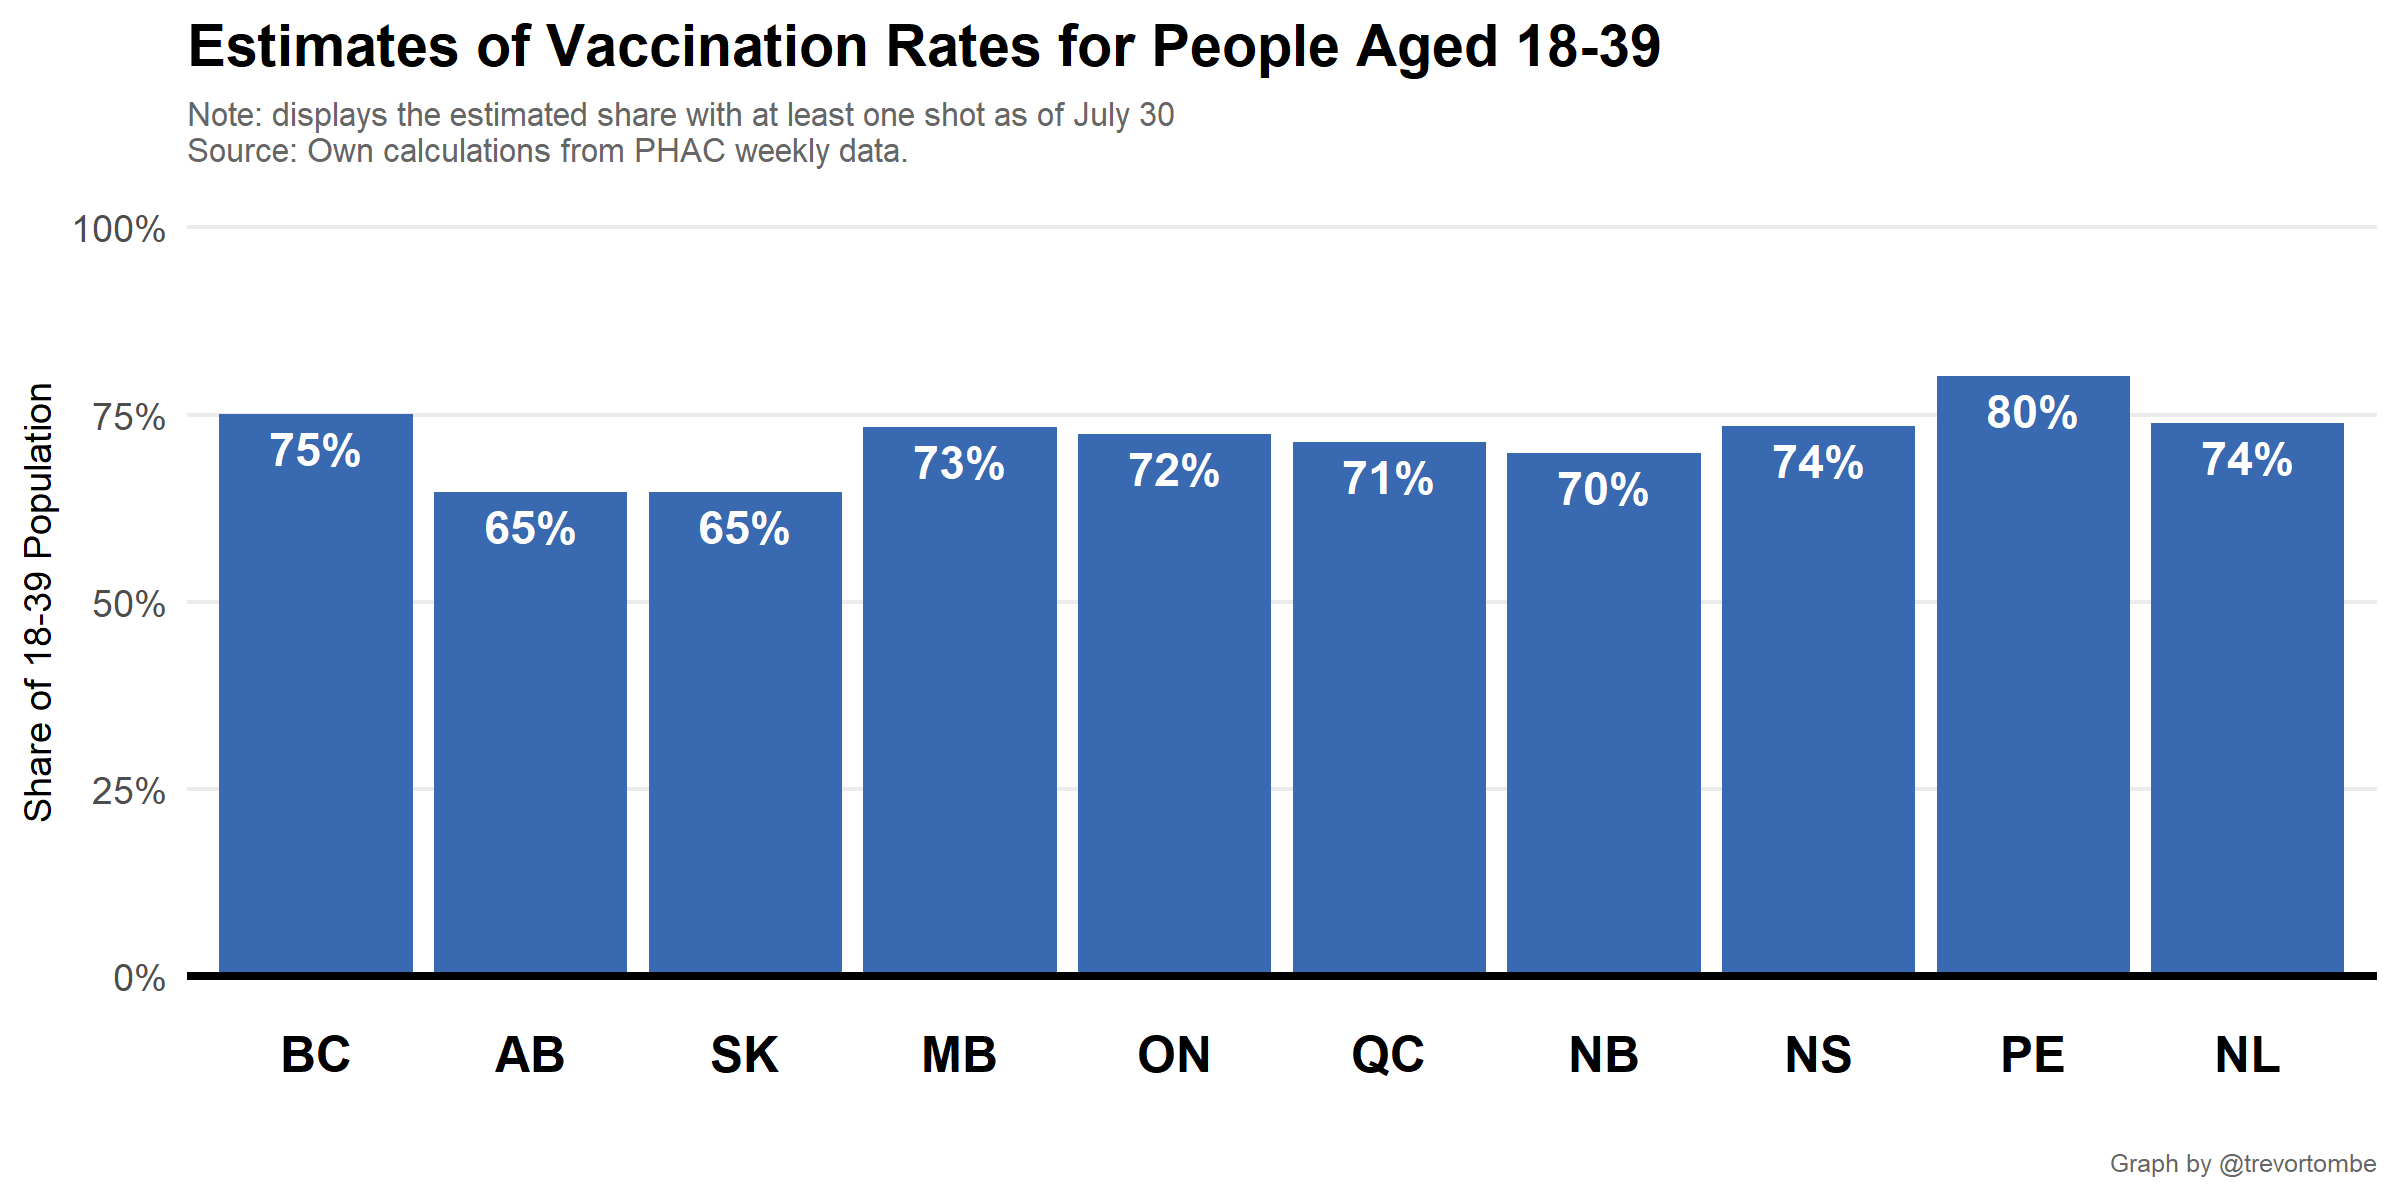 Estimates of Vaccination Rates for People Aged 18-39
Note: displays the estimated share with at least one shot as of July 30
Source: Own calculations from PHAC weekly data.
Share of 18-39 Population
100%
75%
50%
25%
0%
75%
65%
65%
73%
72%
71%
70%
74%
80%
74%
BC
AB
SK
MB
ON
QC
NB
NS
PE
NL
Graph by @trevortombe